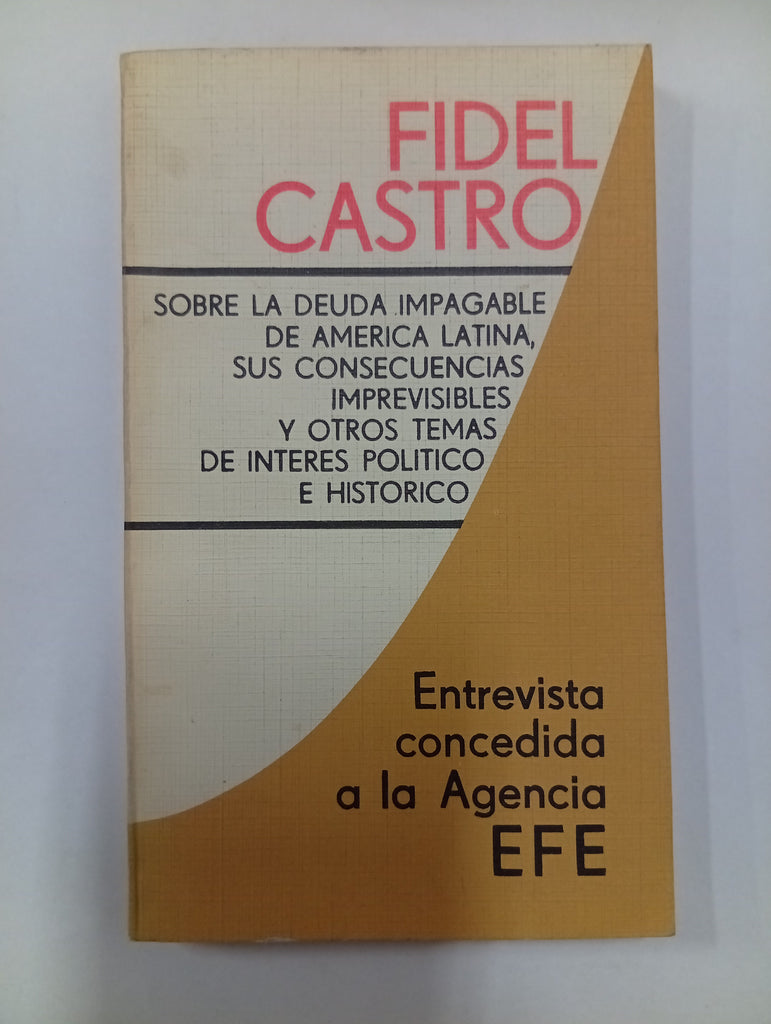 FIDEL
CASTRO
SOBRE LA DEUDA IMPAGABLE
DE AMERICA LATINA,
SUS CONSECUENCIAS
IMPREVISIBLES
Y OTROS TEMAS
DE INTERES POLITICO
E HISTORICO
Entrevista
concedida
a la Agencia
EFE